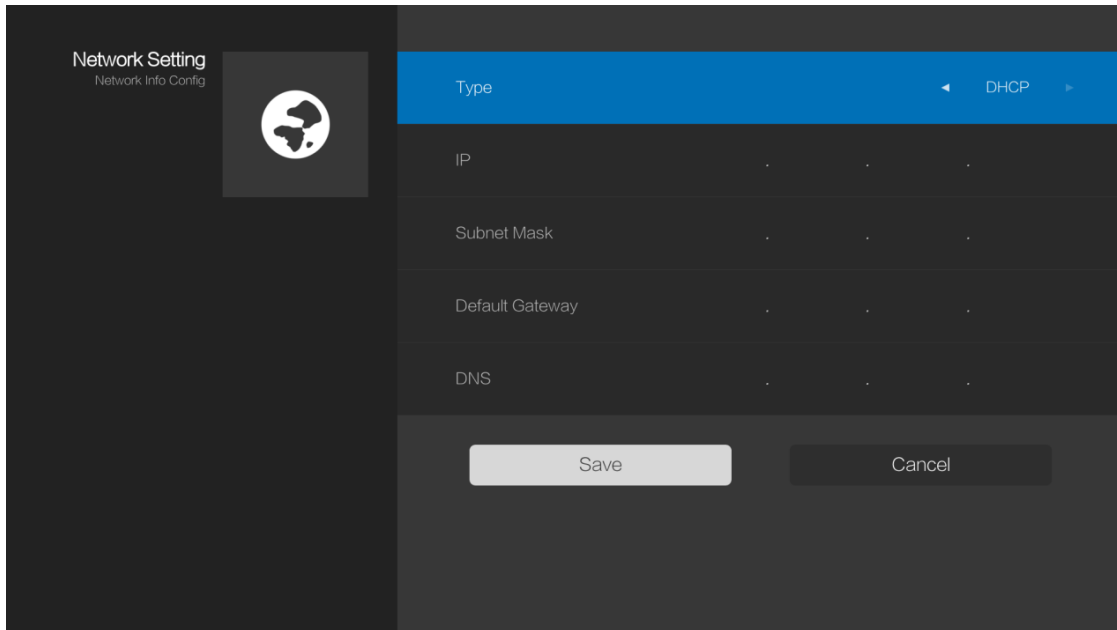 Network Setting
Network Info Config
Type ◄ DHCP ►
IP . . .
Subnet Mask . . .
Default Gateway . . .
DNS . . .
Save Cancel